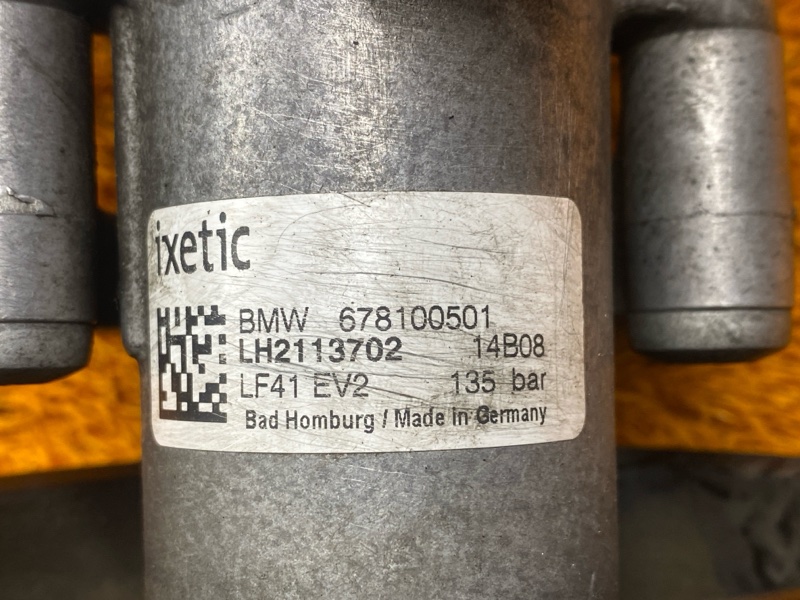 ixetic
BMW 678100501
LH2113702 14B08
LF41 EV2 135 bar
Bad Homburg / Made in Germany